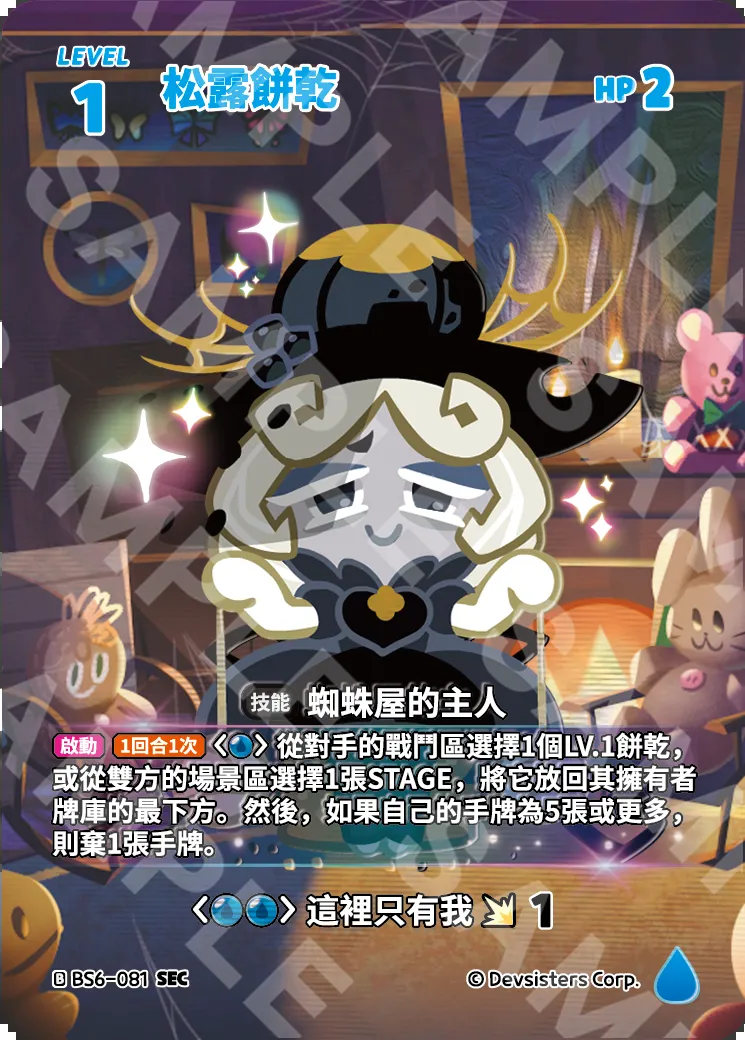 LEVEL
1
松露餅乾
HP 2
技能 蜘蛛屋的主人
啟動 1回合1次 〈 〉從對手的戰鬥區選擇1個LV.1餅乾，
或從雙方的場景區選擇1張STAGE，將它放回其擁有者
牌庫的最下方。然後，如果自己的手牌為5張或更多，
則棄1張手牌。
〈 〉這裡只有我 1
B BS6-081 SEC
© Devsisters Corp.
SAMPLE
SAMPLE
SAMPLE
SAMPLE